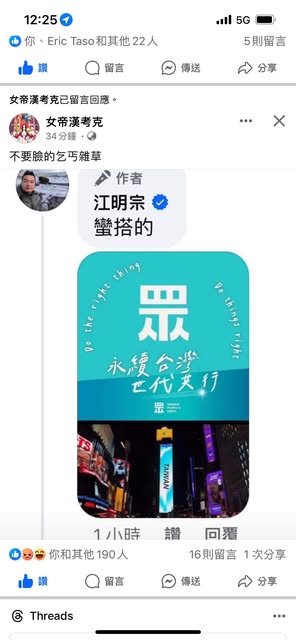 12:25
5G
你、Eric Taso和其他22人
5則留言
讚
留言
傳送
分享
女帝漢考克已留言回應。
女帝漢考克
34分鐘
不要臉的乞丐雜草
作者
江明宗
蠻搭的
Do the right thing
Do things right
眾
永續台灣
世代共行
眾
TAIWAN
1小時
讚
回覆
你和其他190人
16則留言 1次分享
讚
留言
傳送
分享
Threads